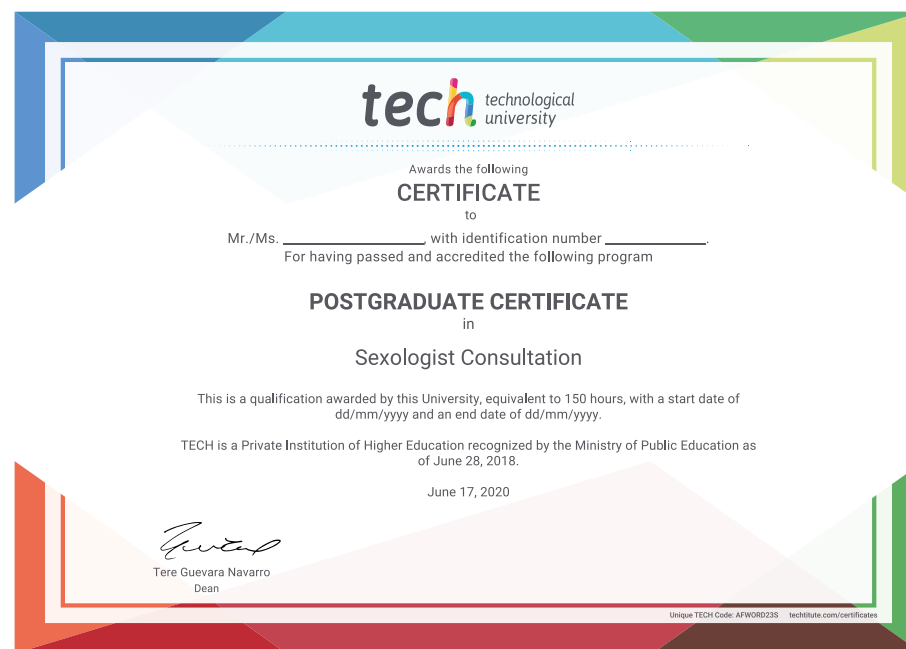 tech technological
university
Awards the following
CERTIFICATE
to
Mr./Ms. ____________________, with identification number ______________.
For having passed and accredited the following program
POSTGRADUATE CERTIFICATE
in
Sexologist Consultation
This is a qualification awarded by this University, equivalent to 150 hours, with a start date of
dd/mm/yyyy and an end date of dd/mm/yyyy.
TECH is a Private Institution of Higher Education recognized by the Ministry of Public Education as
of June 28, 2018.
June 17, 2020
Tere Guevara Navarro
Dean
Unique TECH Code: AFWORD23S techtitute.com/certificates